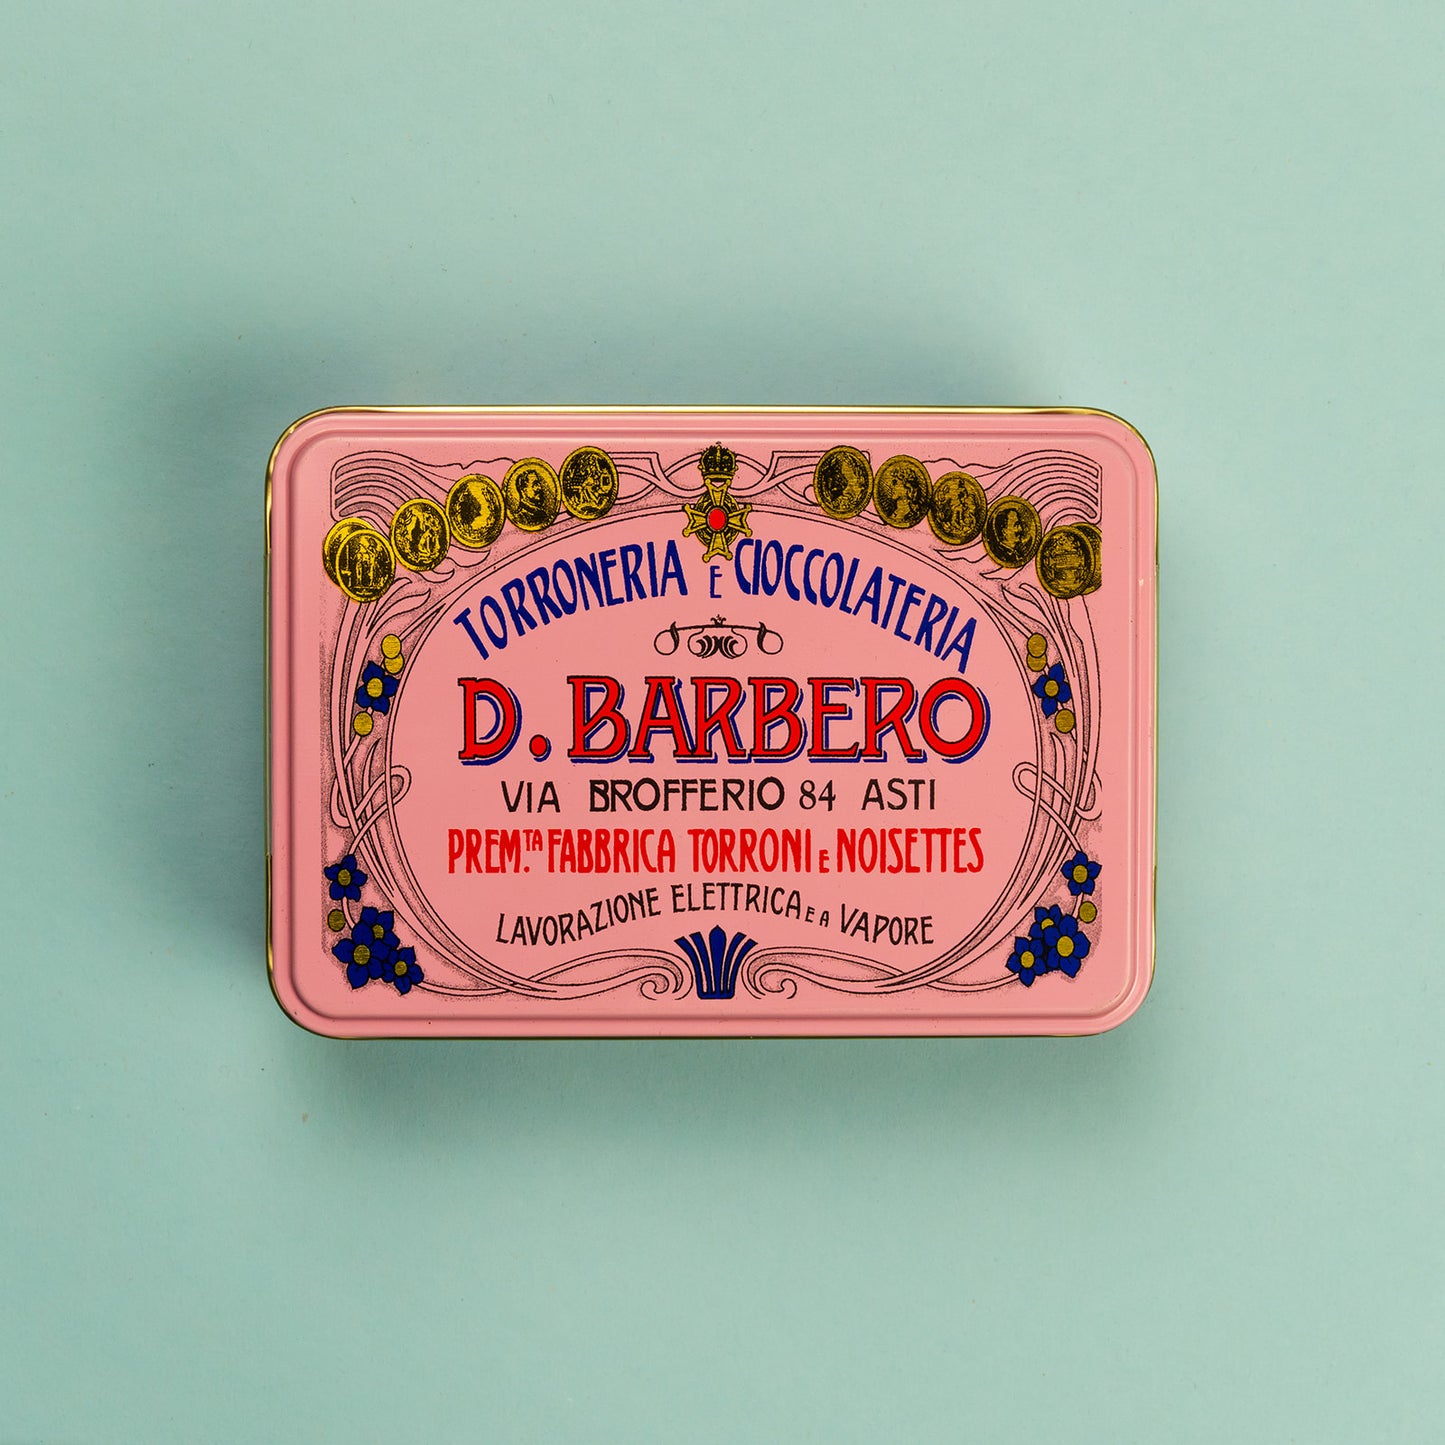 TORRONERIA E CIOCCOLATERIA
D. BARBERO
VIA BROFFERIO 84 ASTI
PREM.TA FABBRICA TORRONI E NOISETTES
LAVORAZIONE ELETTRICA E A VAPORE